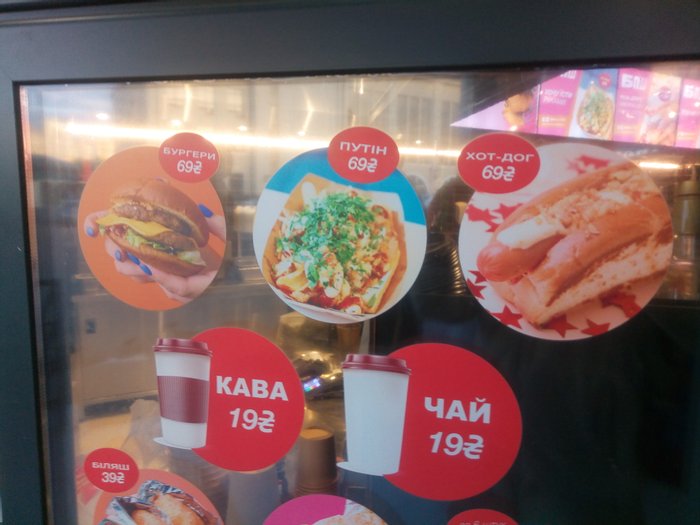 БУРГЕРИ
69₴
ПУТІН
69₴
ХОТ-ДОГ
69₴
КАВА
19₴
ЧАЙ
19₴
БІЛЯШ
39₴